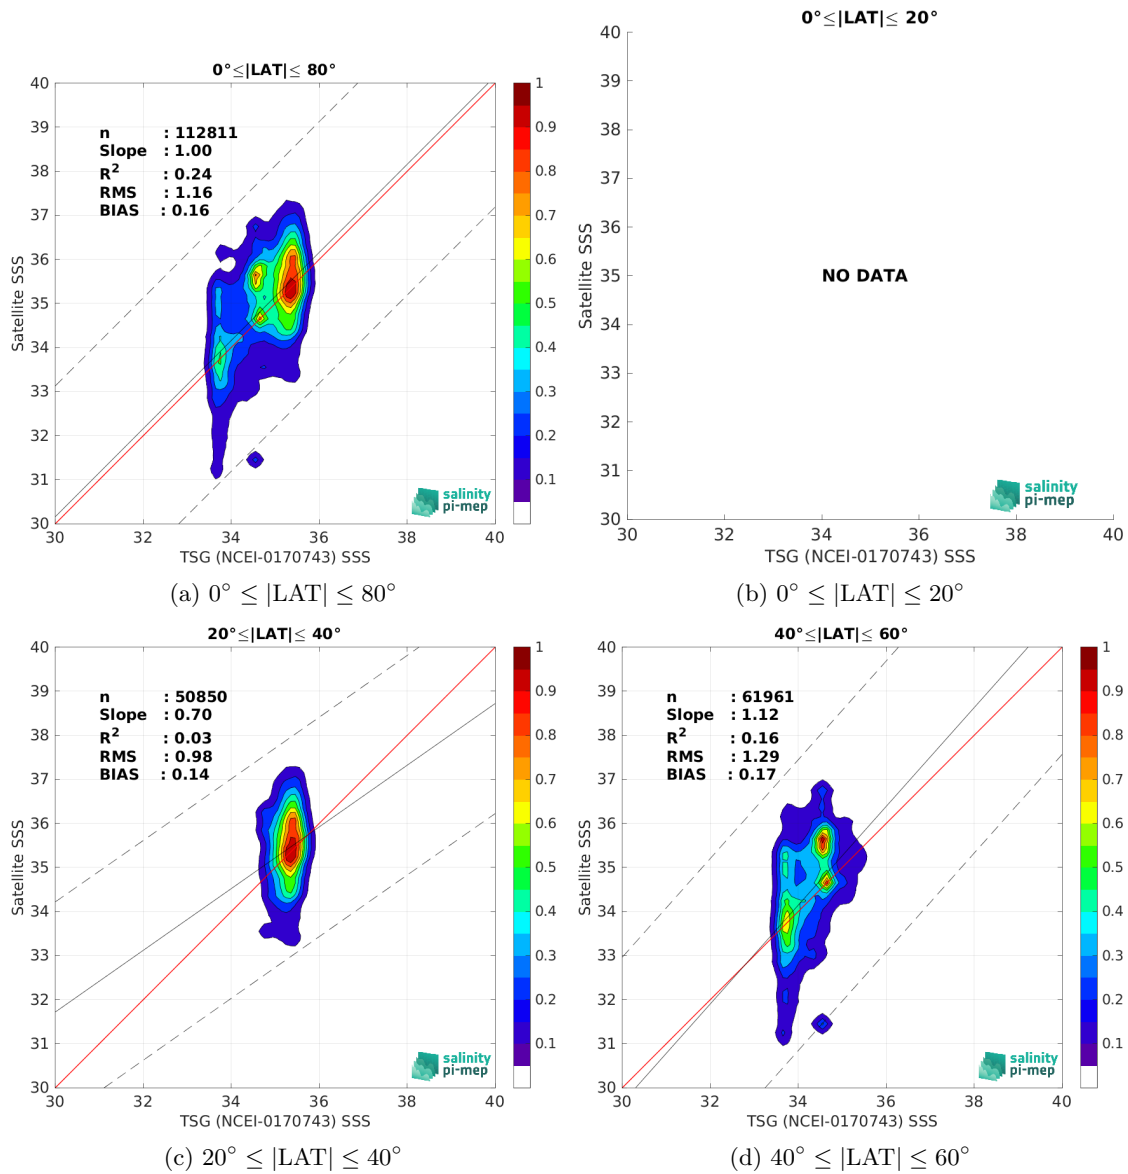 0°≤|LAT|≤ 80°
40
39
38
37
36
35
34
33
32
31
30
Satellite SSS
n : 112811
Slope : 1.00
R² : 0.24
RMS : 1.16
BIAS : 0.16
salinity
pi-mep
30 32 34 36 38 40
TSG (NCEI-0170743) SSS
1
0.9
0.8
0.7
0.6
0.5
0.4
0.3
0.2
0.1
(a) 0° ≤ |LAT| ≤ 80°
0°≤|LAT|≤ 20°
40
39
38
37
36
35
34
33
32
31
30
Satellite SSS
NO DATA
salinity
pi-mep
30 32 34 36 38 40
TSG (NCEI-0170743) SSS
(b) 0° ≤ |LAT| ≤ 20°
20°≤|LAT|≤ 40°
40
39
38
37
36
35
34
33
32
31
30
Satellite SSS
n : 50850
Slope : 0.70
R² : 0.03
RMS : 0.98
BIAS : 0.14
salinity
pi-mep
30 32 34 36 38 40
TSG (NCEI-0170743) SSS
1
0.9
0.8
0.7
0.6
0.5
0.4
0.3
0.2
0.1
(c) 20° ≤ |LAT| ≤ 40°
40°≤|LAT|≤ 60°
40
39
38
37
36
35
34
33
32
31
30
Satellite SSS
n : 61961
Slope : 1.12
R² : 0.16
RMS : 1.29
BIAS : 0.17
salinity
pi-mep
30 32 34 36 38 40
TSG (NCEI-0170743) SSS
1
0.9
0.8
0.7
0.6
0.5
0.4
0.3
0.2
0.1
(d) 40° ≤ |LAT| ≤ 60°